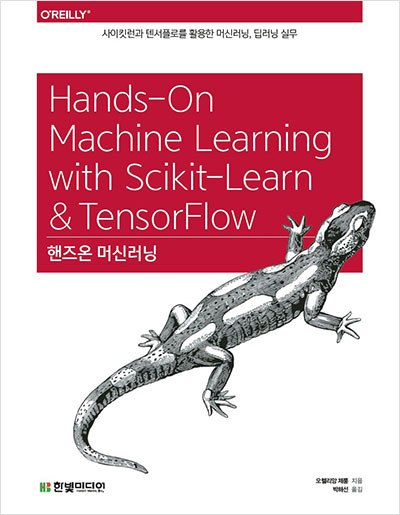 O'REILLY®
사이킷런과 텐서플로를 활용한 머신러닝, 딥러닝 실무
Hands-On
Machine Learning
with Scikit-Learn
& TensorFlow
핸즈온 머신러닝
오렐리앙 제롱 지음
박해선 옮김
HB 한빛미디어